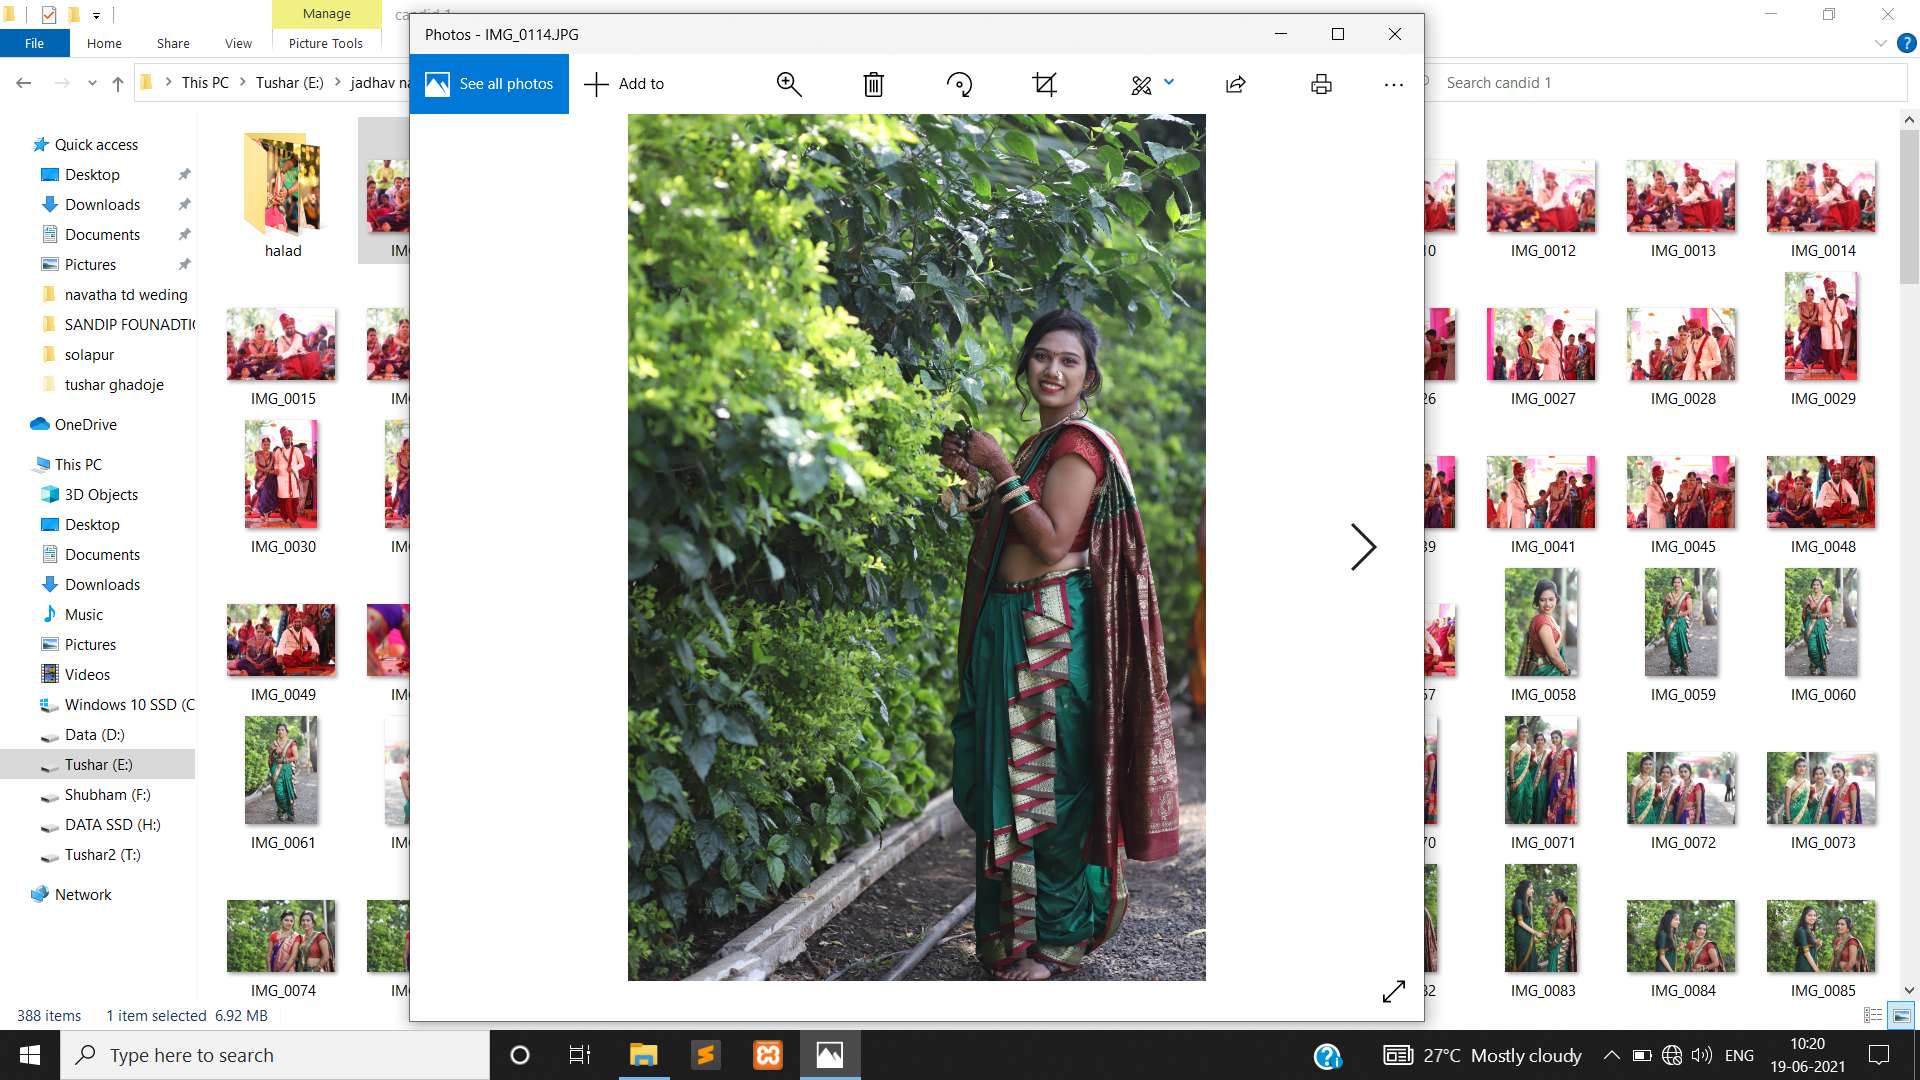 Manage
candid 1
File
Home
Share
View
Picture Tools
This PC
Tushar (E:)
jadhav na
Search candid 1
Photos - IMG_0114.JPG
See all photos
Add to
Quick access
Desktop
Downloads
Documents
Pictures
navatha td weding
SANDIP FOUNADTI
solapur
tushar ghadoje
OneDrive
This PC
3D Objects
Desktop
Documents
Downloads
Music
Pictures
Videos
Windows 10 SSD (C
Data (D:)
Tushar (E:)
Shubham (F:)
DATA SSD (H:)
Tushar2 (T:)
Network
halad
IM
10
IMG_0012
IMG_0013
IMG_0014
IMG_0015
IM
26
IMG_0027
IMG_0028
IMG_0029
IMG_0030
IM
39
IMG_0041
IMG_0045
IMG_0048
IMG_0049
IM
57
IMG_0058
IMG_0059
IMG_0060
IMG_0061
IM
70
IMG_0071
IMG_0072
IMG_0073
IMG_0074
IM
82
IMG_0083
IMG_0084
IMG_0085
388 items
1 item selected 6.92 MB
Type here to search
27°C Mostly cloudy
ENG
10:20
19-06-2021